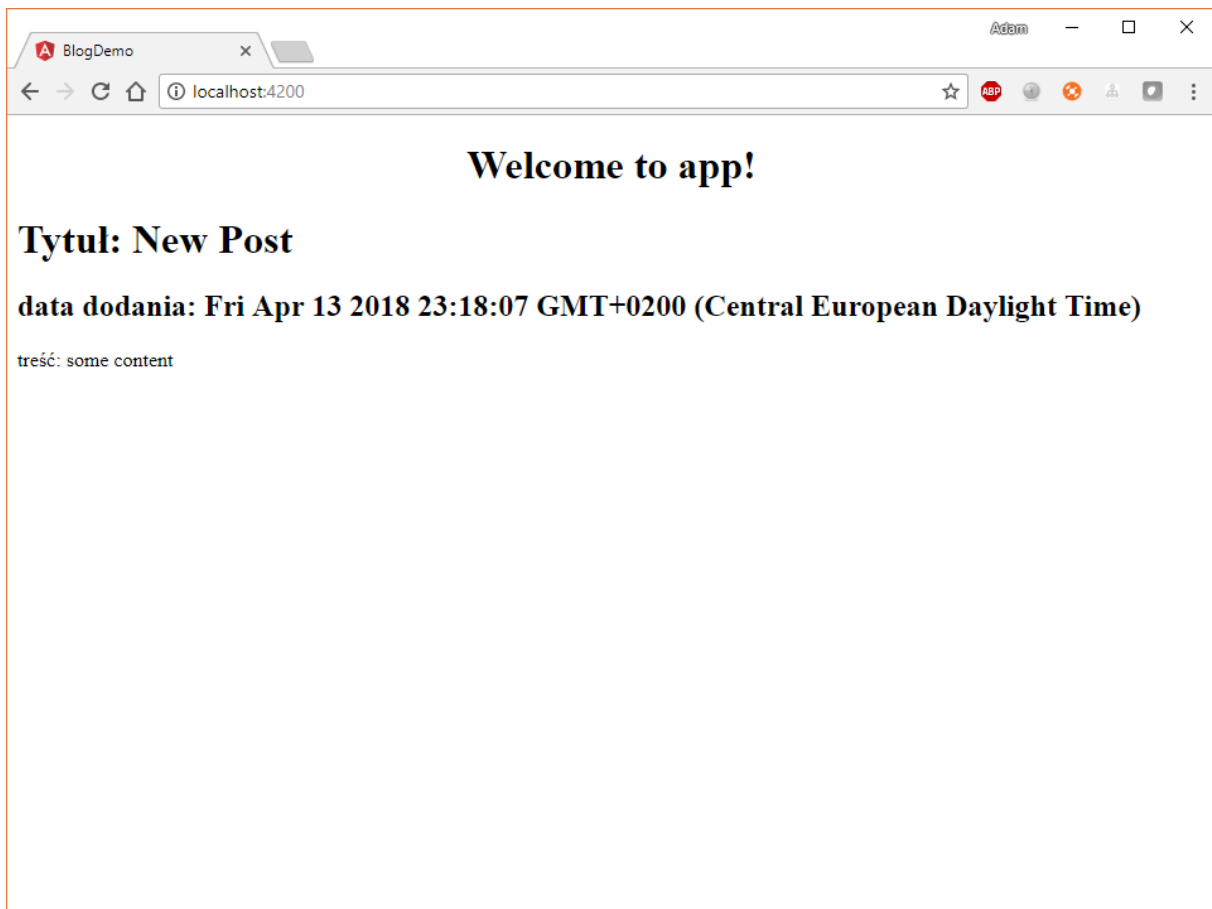 Adam
BlogDemo
localhost:4200
ABP
Welcome to app!
Tytuł: New Post
data dodania: Fri Apr 13 2018 23:18:07 GMT+0200 (Central European Daylight Time)
treść: some content